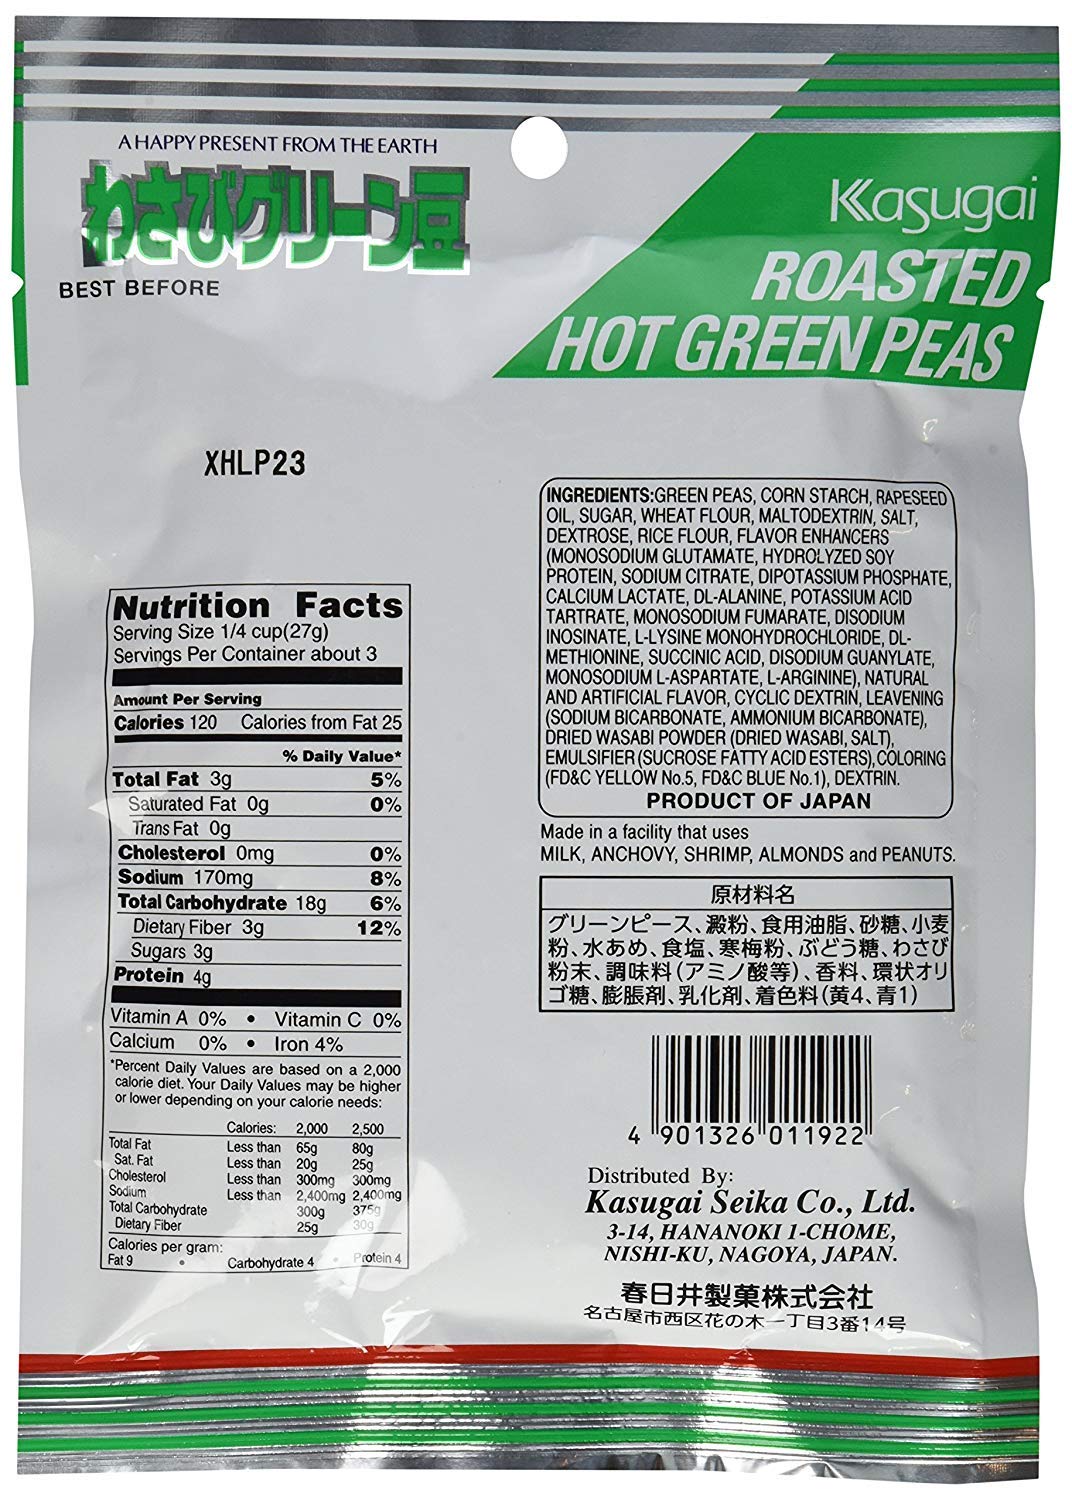 A HAPPY PRESENT FROM THE EARTH
わさびグリーン豆
BEST BEFORE
Kasugai
ROASTED
HOT GREEN PEAS
XHLP23
Nutrition Facts
Serving Size 1/4 cup(27g)
Servings Per Container about 3
Amount Per Serving
Calories 120 Calories from Fat 25
% Daily Value*
Total Fat 3g 5%
Saturated Fat 0g 0%
Trans Fat 0g
Cholesterol 0mg 0%
Sodium 170mg 8%
Total Carbohydrate 18g 6%
Dietary Fiber 3g 12%
Sugars 3g
Protein 4g
Vitamin A 0% • Vitamin C 0%
Calcium 0% • Iron 4%
*Percent Daily Values are based on a 2,000
calorie diet. Your Daily Values may be higher
or lower depending on your calorie needs:
Calories: 2,000 2,500
Total Fat Less than 65g 80g
Sat. Fat Less than 20g 25g
Cholesterol Less than 300mg 300mg
Sodium Less than 2,400mg 2,400mg
Total Carbohydrate 300g 375g
Dietary Fiber 25g 30g
Calories per gram:
Fat 9 • Carbohydrate 4 • Protein 4
INGREDIENTS:GREEN PEAS, CORN STARCH, RAPESEED
OIL, SUGAR, WHEAT FLOUR, MALTODEXTRIN, SALT,
DEXTROSE, RICE FLOUR, FLAVOR ENHANCERS
(MONOSODIUM GLUTAMATE, HYDROLYZED SOY
PROTEIN, SODIUM CITRATE, DIPOTASSIUM PHOSPHATE,
CALCIUM LACTATE, DL-ALANINE, POTASSIUM ACID
TARTRATE, MONOSODIUM FUMARATE, DISODIUM
INOSINATE, L-LYSINE MONOHYDROCHLORIDE, DL-
METHIONINE, SUCCINIC ACID, DISODIUM GUANYLATE,
MONOSODIUM L-ASPARTATE, L-ARGININE), NATURAL
AND ARTIFICIAL FLAVOR, CYCLIC DEXTRIN, LEAVENING
(SODIUM BICARBONATE, AMMONIUM BICARBONATE),
DRIED WASABI POWDER (DRIED WASABI, SALT),
EMULSIFIER (SUCROSE FATTY ACID ESTERS),COLORING
(FD&C YELLOW No.5, FD&C BLUE No.1), DEXTRIN.
PRODUCT OF JAPAN
Made in a facility that uses
MILK, ANCHOVY, SHRIMP, ALMONDS and PEANUTS.
原材料名
グリーンピース、澱粉、食用油脂、砂糖、小麦
粉、水あめ、食塩、寒梅粉、ぶどう糖、わさび
粉末、調味料(アミノ酸等)、香料、環状オリ
ゴ糖、膨脹剤、乳化剤、着色料(黄4、青1)
4 901326 011922
Distributed By:
Kasugai Seika Co., Ltd.
3-14, HANANOKI 1-CHOME,
NISHI-KU, NAGOYA, JAPAN.
春日井製菓株式会社
名古屋市西区花の木一丁目3番14号